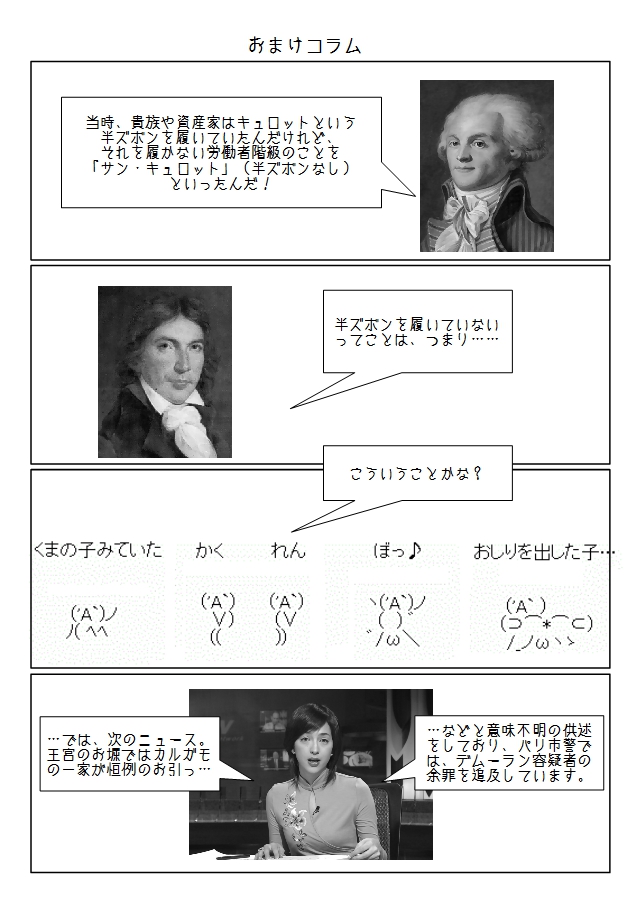 おまけコラム
当時、貴族や資産家はキュロットという
半ズボンを履いていたんだけれど、
それを履かない労働者階級のことを
「サン・キュロット」（半ズボンなし）
といったんだ！
半ズボンを履いていない
ってことは、つまり……
こういうことかな？
くまの子みていた
かく れん
ぼっ♪
おしりを出した子…
('A`)ノ
ノ( ヘヘ
('A`) ('A`)
V) (V
(( ))
ヽ('A`)ノ
( )
/ω＼
('A`)
(⊃⌒*⌒⊂)
/_ノωヽ_ゝ
…では、次のニュース。
王宮のお堀ではカルガモ
の一家が恒例のお引っ…
…などと意味不明の供述
をしており、パリ市警で
は、デムーラン容疑者の
余罪を追及しています。